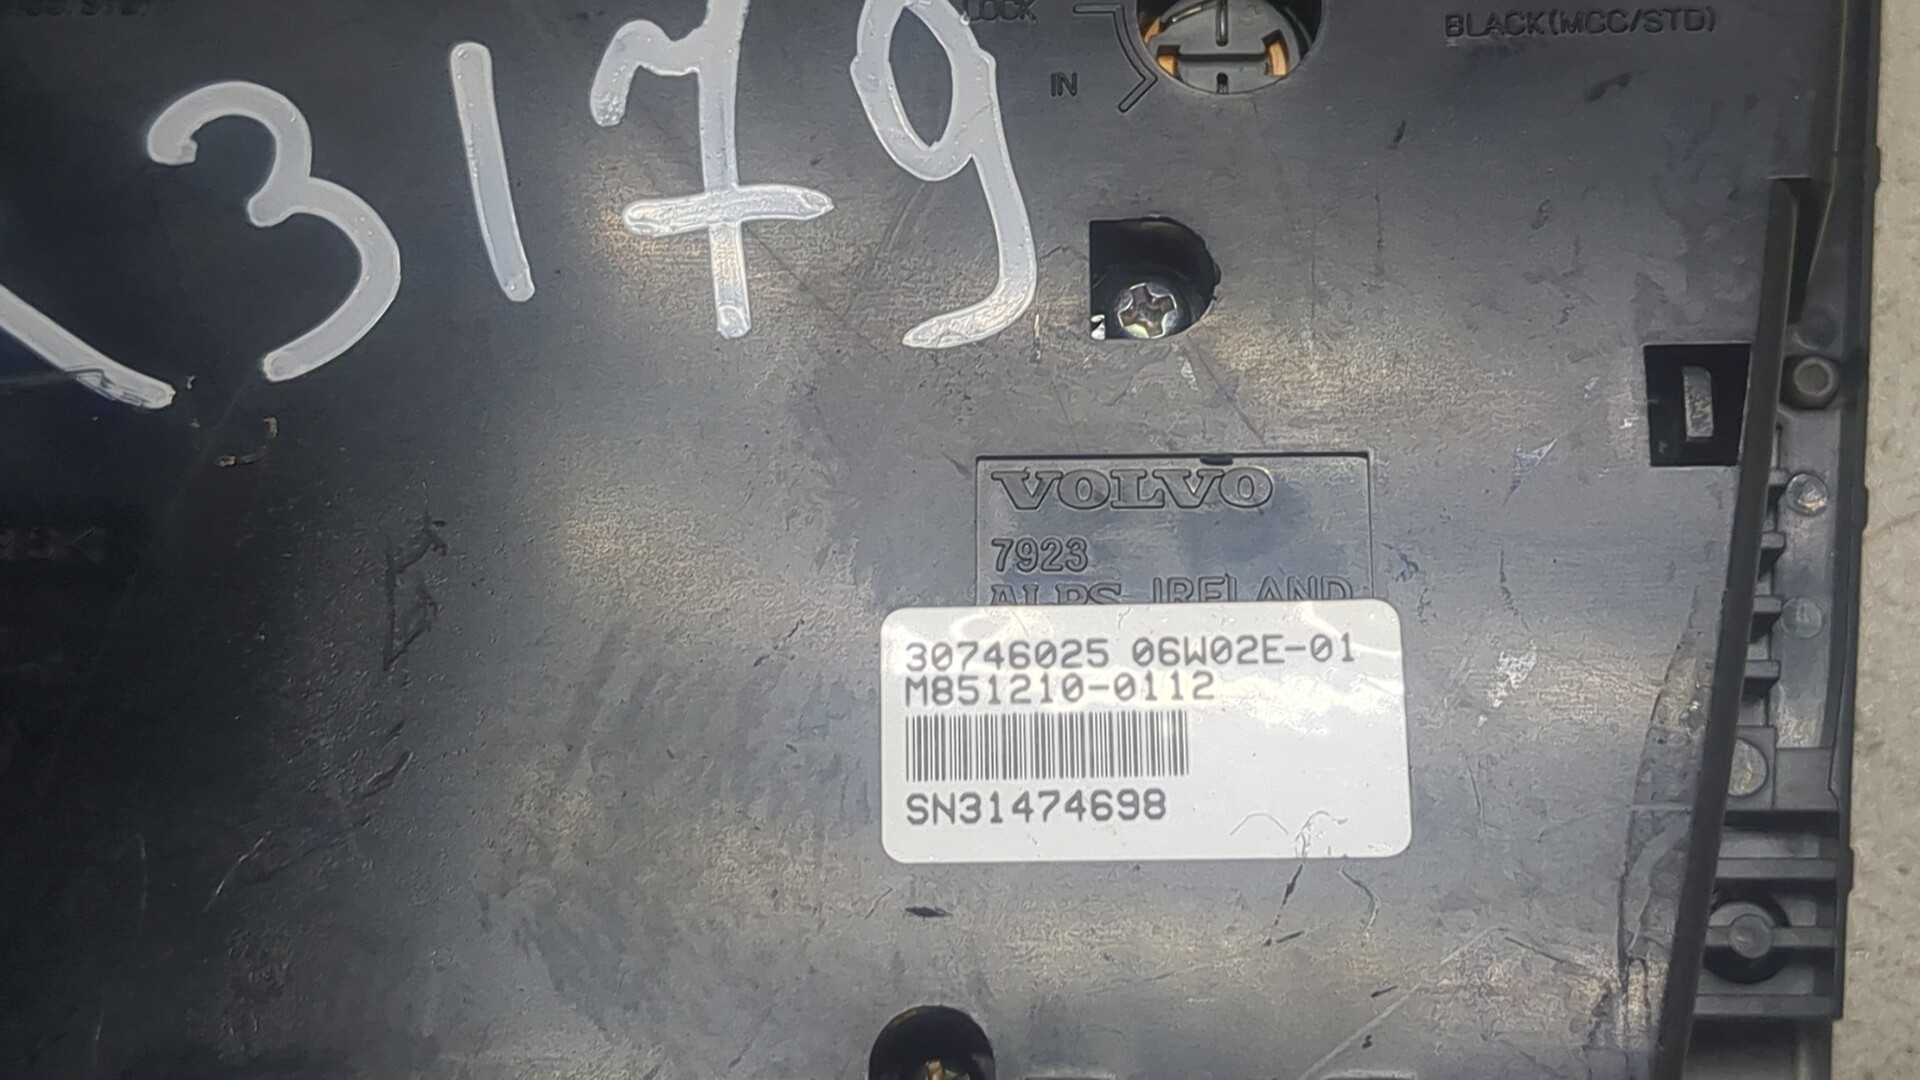 LOCK
BLACK(MCC/STD)
IN
3179
VOLVO
7923
ALPS IRELAND
30746025 06W02E-01
M851210-0112
SN31474698